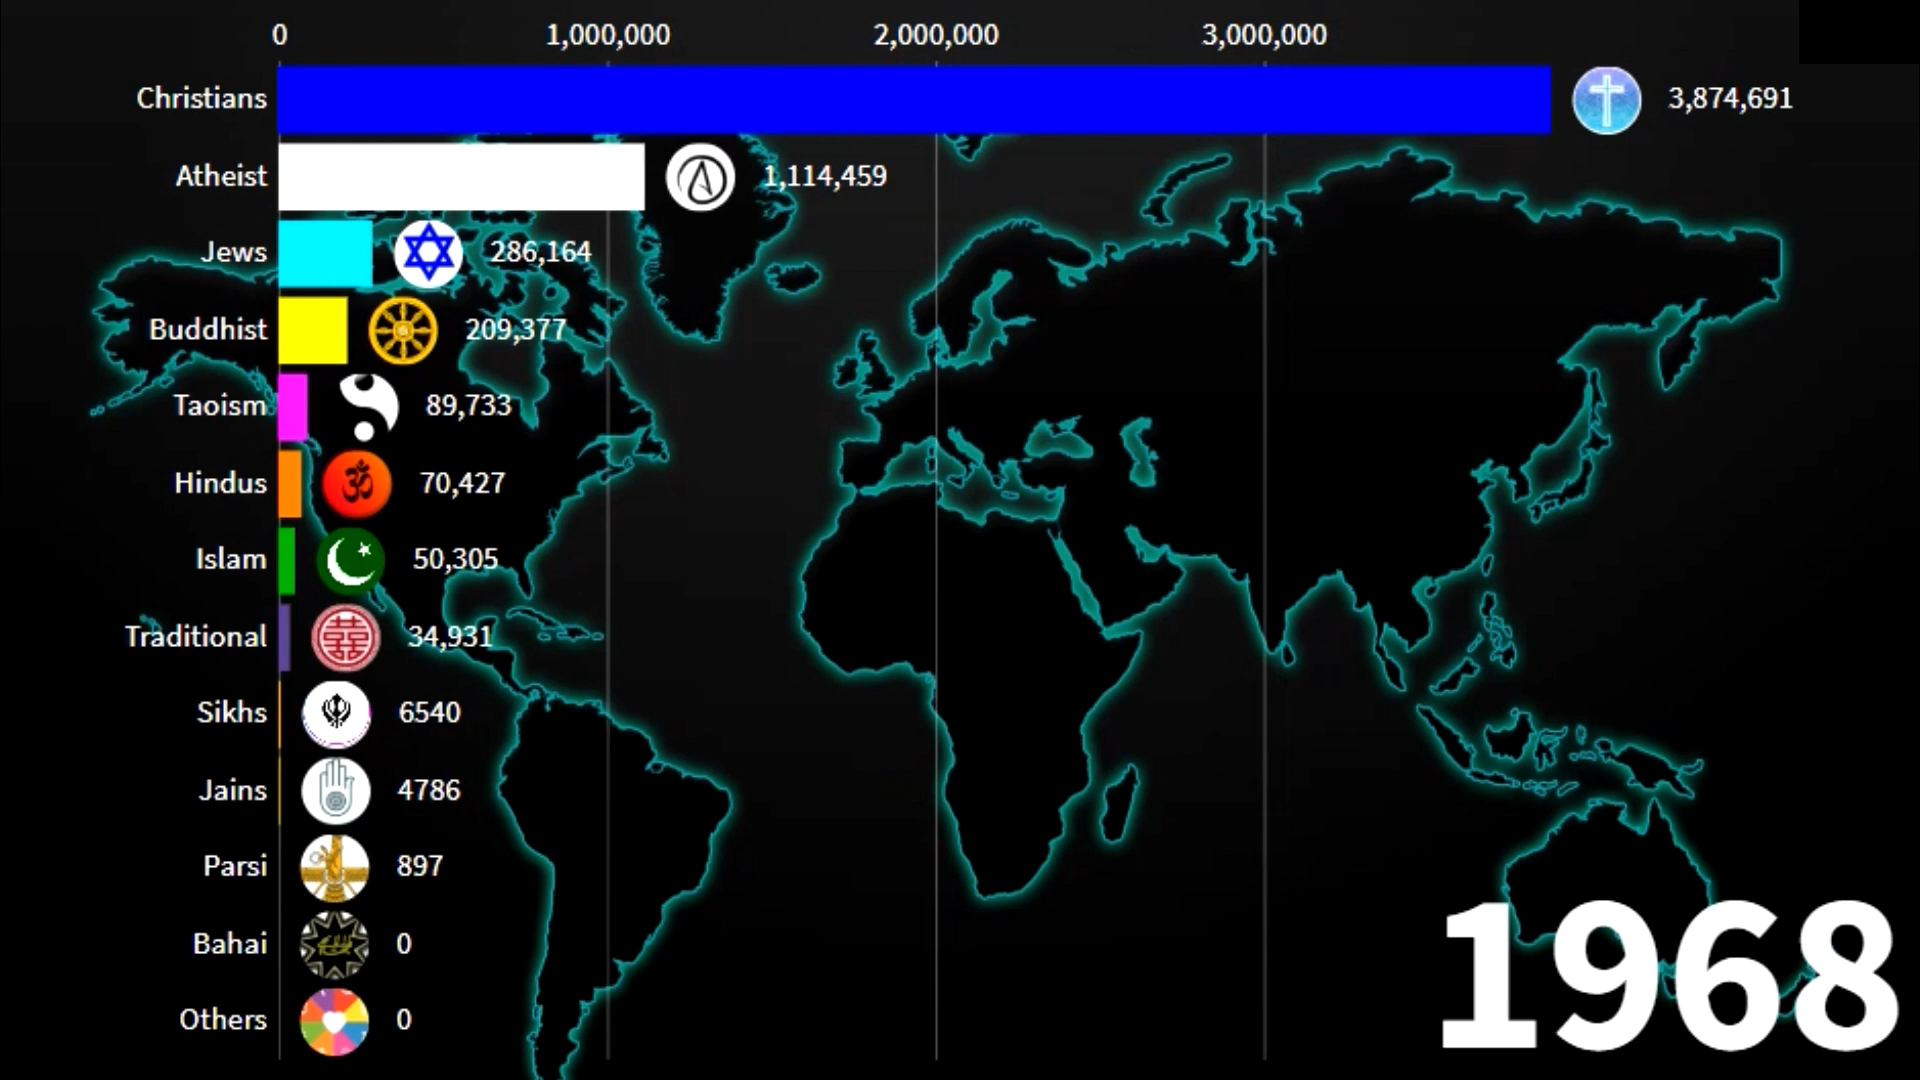 0 1,000,000 2,000,000 3,000,000
Christians 3,874,691
Atheist 1,114,459
Jews 286,164
Buddhist 209,377
Taoism 89,733
Hindus ॐ 70,427
Islam 50,305
Traditional 囍 34,931
Sikhs 6540
Jains 4786
Parsi 897
Bahai 0
Others 0
1968